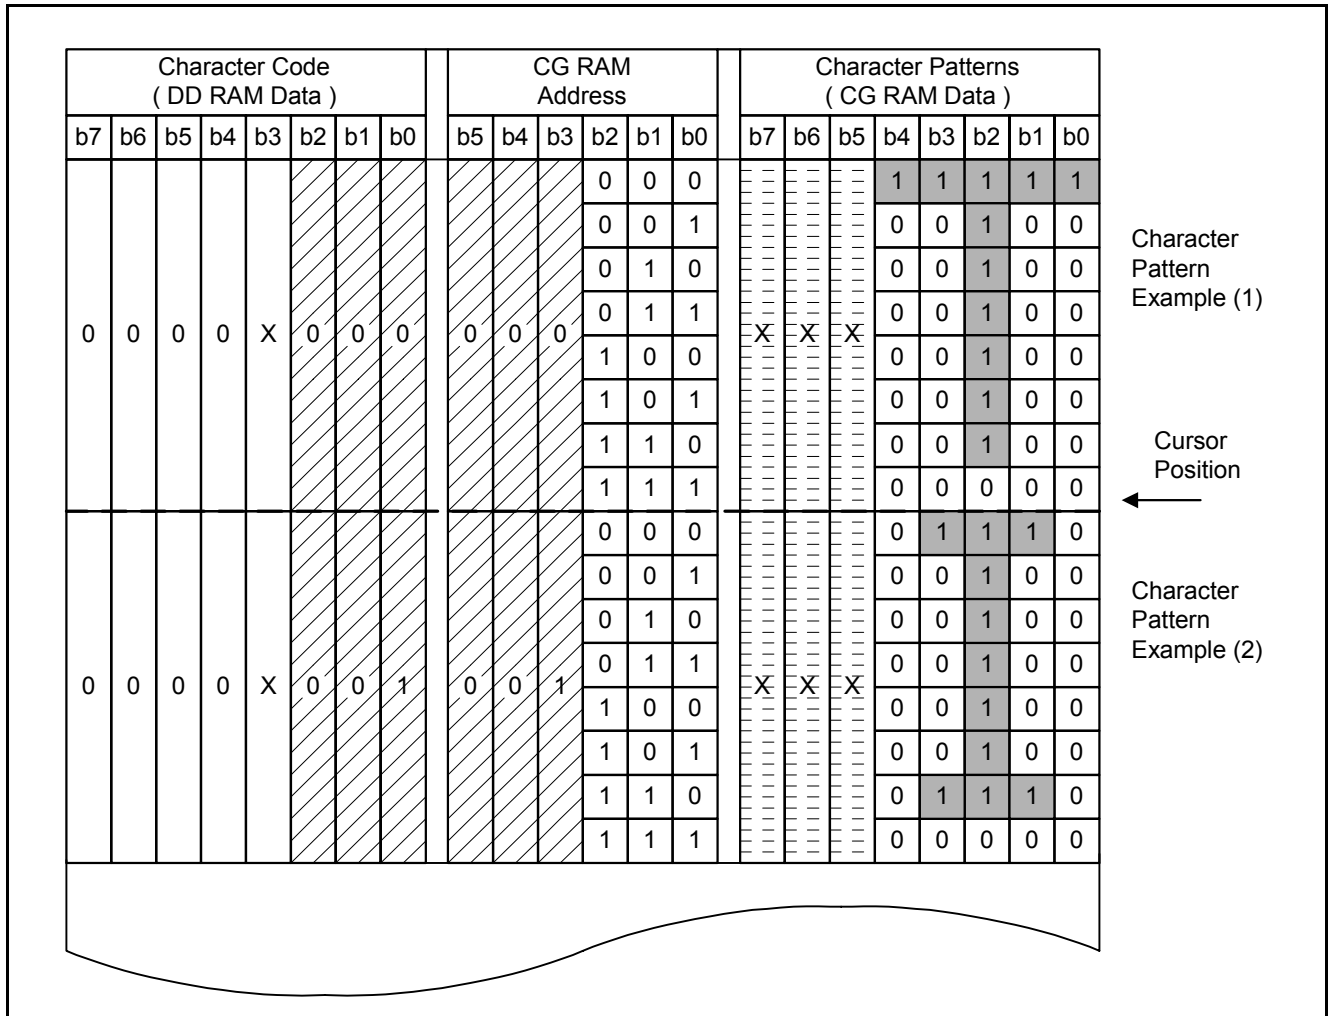 Character Code
( DD RAM Data )
CG RAM
Address
Character Patterns
( CG RAM Data )
b7 b6 b5 b4 b3 b2 b1 b0 b5 b4 b3 b2 b1 b0 b7 b6 b5 b4 b3 b2 b1 b0
0 0 0 1 1 1 1 1
0 0 1 0 0 1 0 0
0 1 0 0 0 1 0 0
0 1 1 0 0 1 0 0
0 0 0 0 X 0 0 0 0 0 0 X X X
1 0 0 0 0 1 0 0
1 0 1 0 0 1 0 0
1 1 0 0 0 1 0 0
1 1 1 0 0 0 0 0
Character
Pattern
Example (1)
Cursor
Position
0 0 0 0 1 1 1 0
0 0 1 0 0 1 0 0
0 1 0 0 0 1 0 0
0 1 1 0 0 1 0 0
0 0 0 0 X 0 0 1 0 0 1 X X X
1 0 0 0 0 1 0 0
1 0 1 0 0 1 0 0
1 1 0 0 1 1 1 0
1 1 1 0 0 0 0 0
Character
Pattern
Example (2)